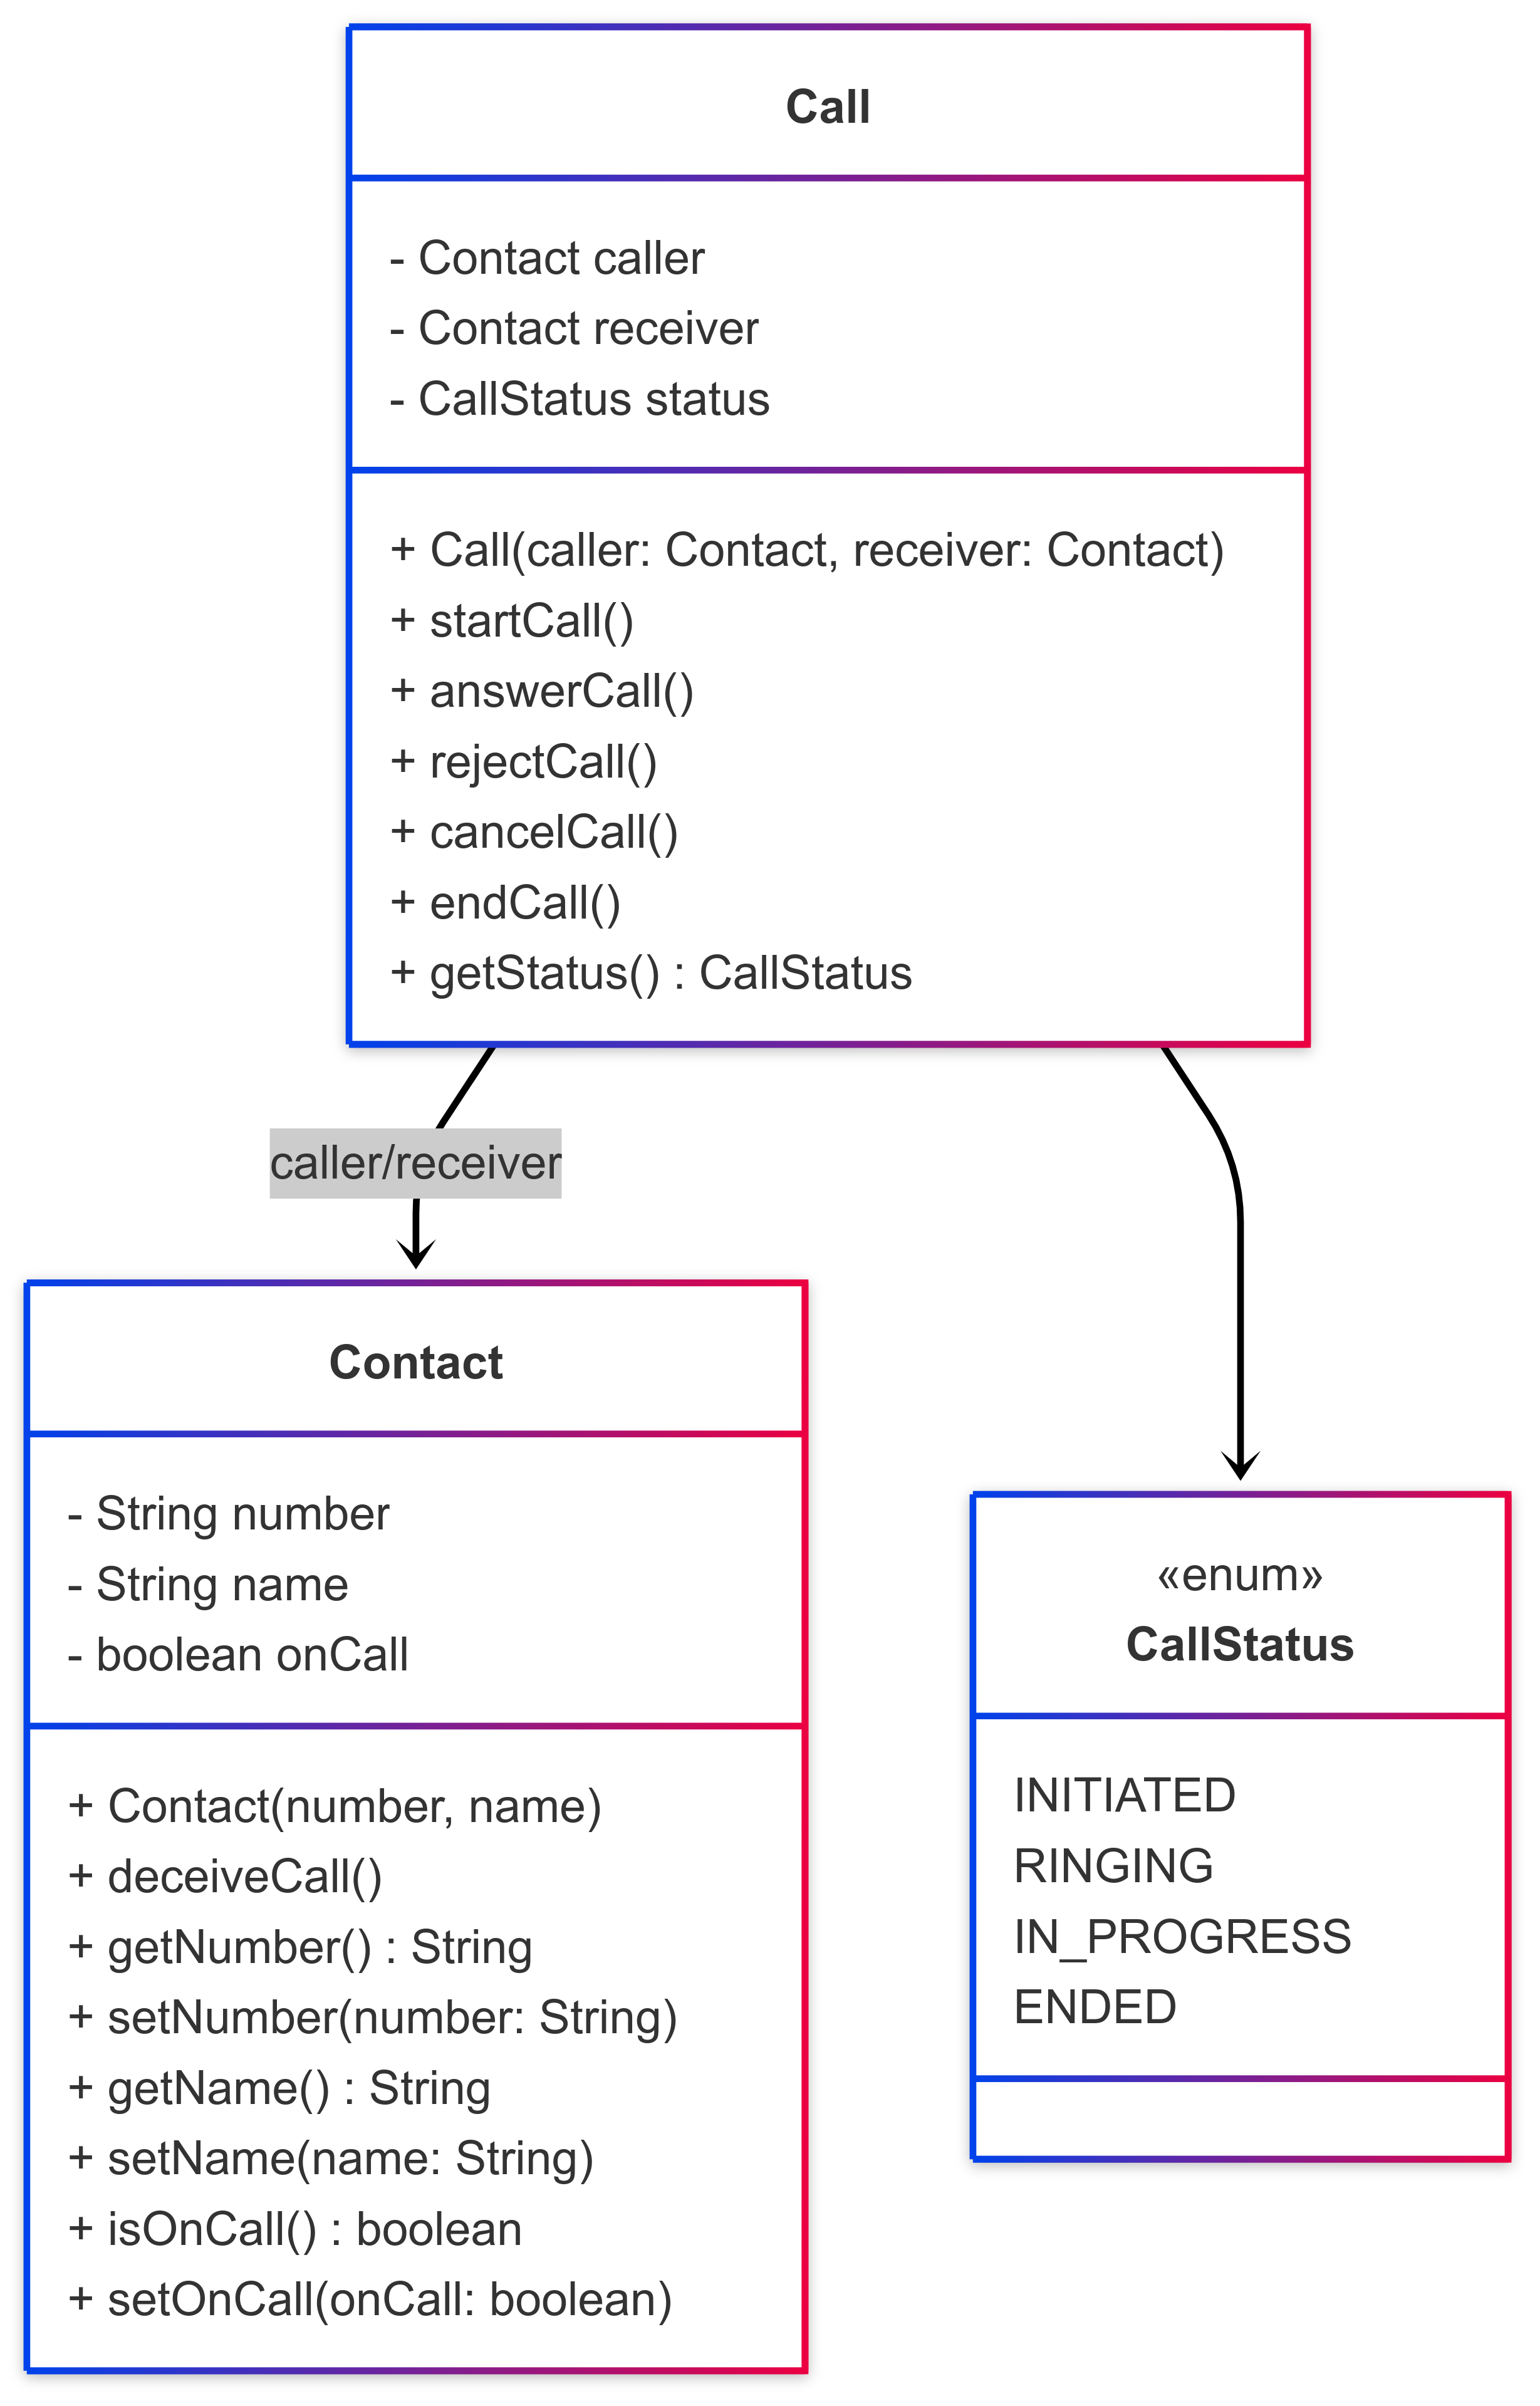 Call
- Contact caller
- Contact receiver
- CallStatus status
+ Call(caller: Contact, receiver: Contact)
+ startCall()
+ answerCall()
+ rejectCall()
+ cancelCall()
+ endCall()
+ getStatus() : CallStatus
caller/receiver
Contact
- String number
- String name
- boolean onCall
+ Contact(number, name)
+ deceiveCall()
+ getNumber() : String
+ setNumber(number: String)
+ getName() : String
+ setName(name: String)
+ isOnCall() : boolean
+ setOnCall(onCall: boolean)
«enum»
CallStatus
INITIATED
RINGING
IN_PROGRESS
ENDED